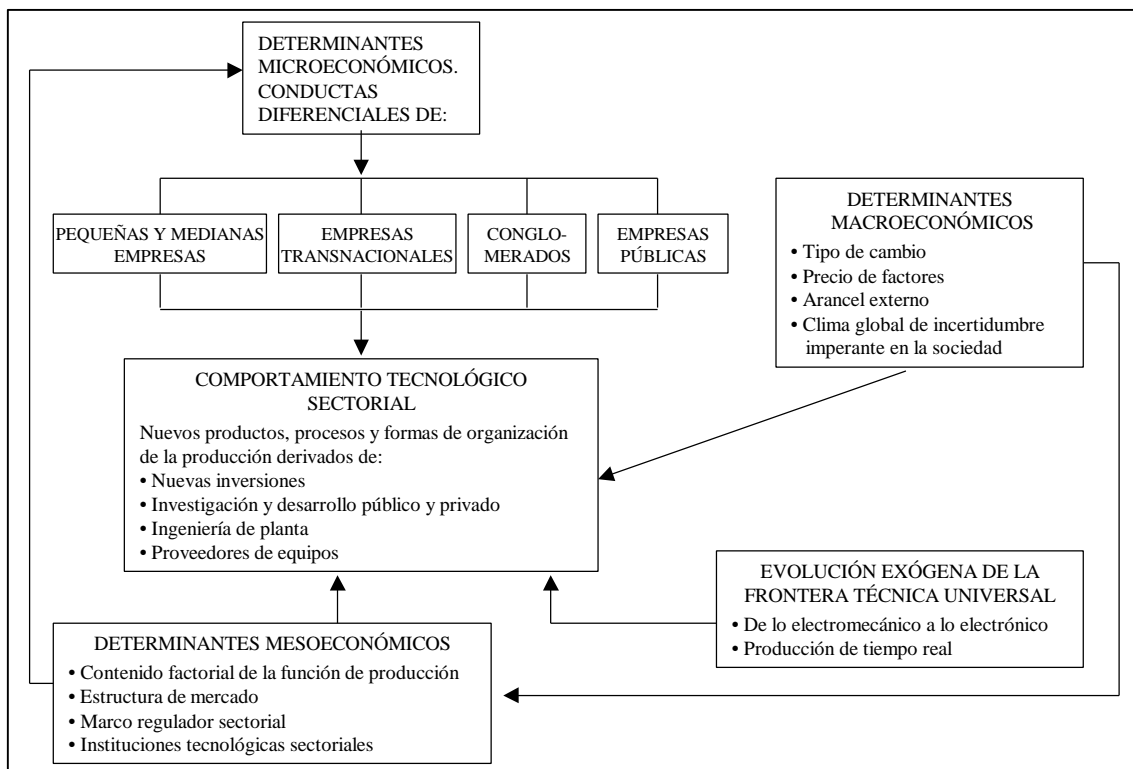 DETERMINANTES
MICROECONÓMICOS.
CONDUCTAS
DIFERENCIALES DE:
PEQUEÑAS Y MEDIANAS
EMPRESAS
EMPRESAS
TRANSNACIONALES
CONGLO-
MERADOS
EMPRESAS
PÚBLICAS
DETERMINANTES
MACROECONÓMICOS
• Tipo de cambio
• Precio de factores
• Arancel externo
• Clima global de incertidumbre
imperante en la sociedad
COMPORTAMIENTO TECNOLÓGICO
SECTORIAL
Nuevos productos, procesos y formas de organización
de la producción derivados de:
• Nuevas inversiones
• Investigación y desarrollo público y privado
• Ingeniería de planta
• Proveedores de equipos
EVOLUCIÓN EXÓGENA DE LA
FRONTERA TÉCNICA UNIVERSAL
• De lo electromecánico a lo electrónico
• Producción de tiempo real
DETERMINANTES MESOECONÓMICOS
• Contenido factorial de la función de producción
• Estructura de mercado
• Marco regulador sectorial
• Instituciones tecnológicas sectoriales